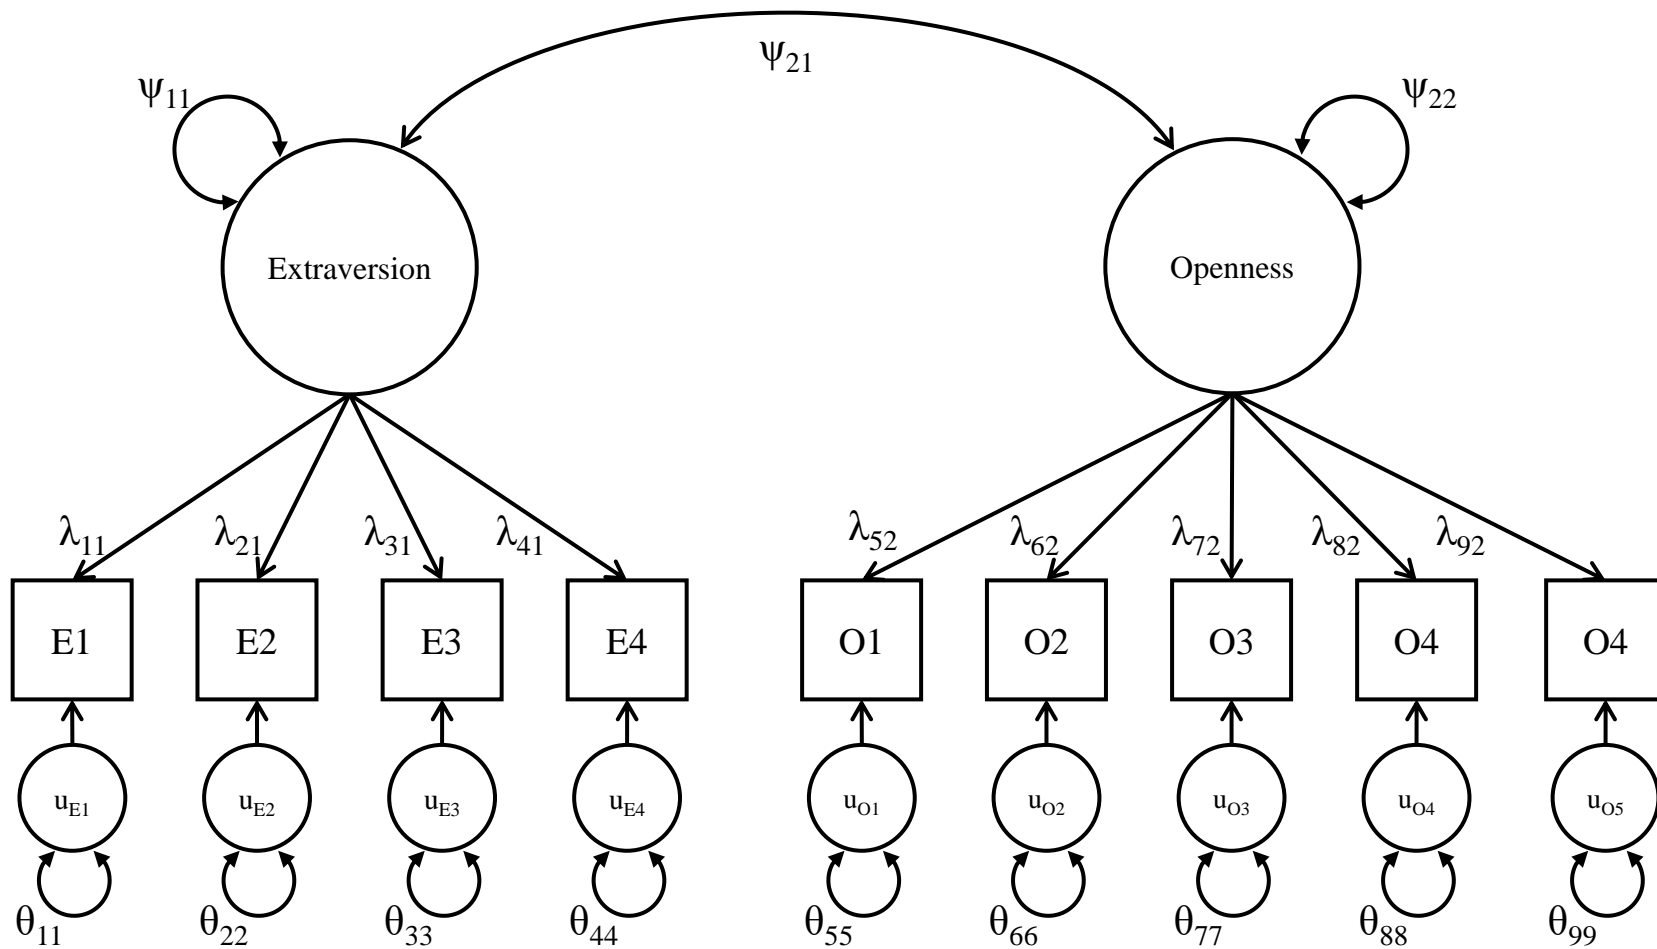 ψ21
ψ11
ψ22
Extraversion
Openness
λ11 λ21 λ31 λ41 λ52 λ62 λ72 λ82 λ92
E1 E2 E3 E4 O1 O2 O3 O4 O4
uE1 uE2 uE3 uE4 uO1 uO2 uO3 uO4 uO5
θ11 θ22 θ33 θ44 θ55 θ66 θ77 θ88 θ99